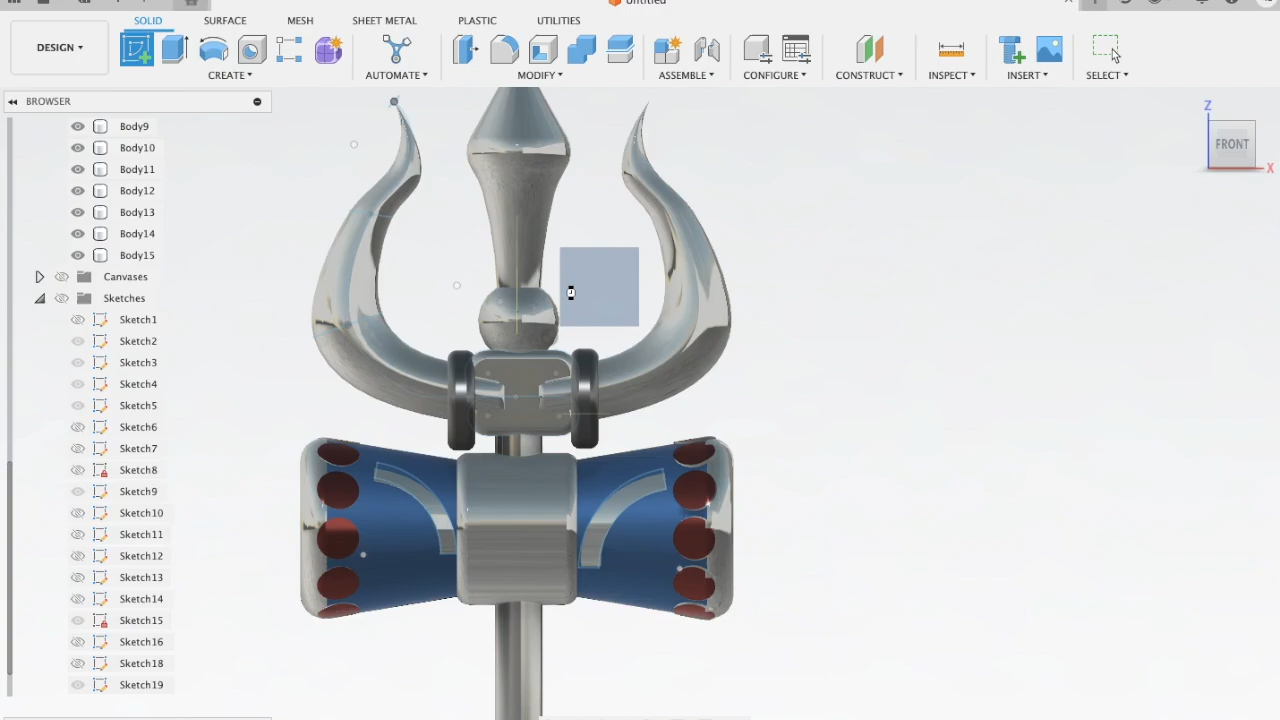 Untitled
SOLID SURFACE MESH SHEET METAL PLASTIC UTILITIES
DESIGN
CREATE AUTOMATE MODIFY ASSEMBLE CONFIGURE CONSTRUCT INSPECT INSERT SELECT
BROWSER
Body9
Body10
Body11
Body12
Body13
Body14
Body15
Canvases
Sketches
Sketch1
Sketch2
Sketch3
Sketch4
Sketch5
Sketch6
Sketch7
Sketch8
Sketch9
Sketch10
Sketch11
Sketch12
Sketch13
Sketch14
Sketch15
Sketch16
Sketch18
Sketch19
Z
FRONT
X